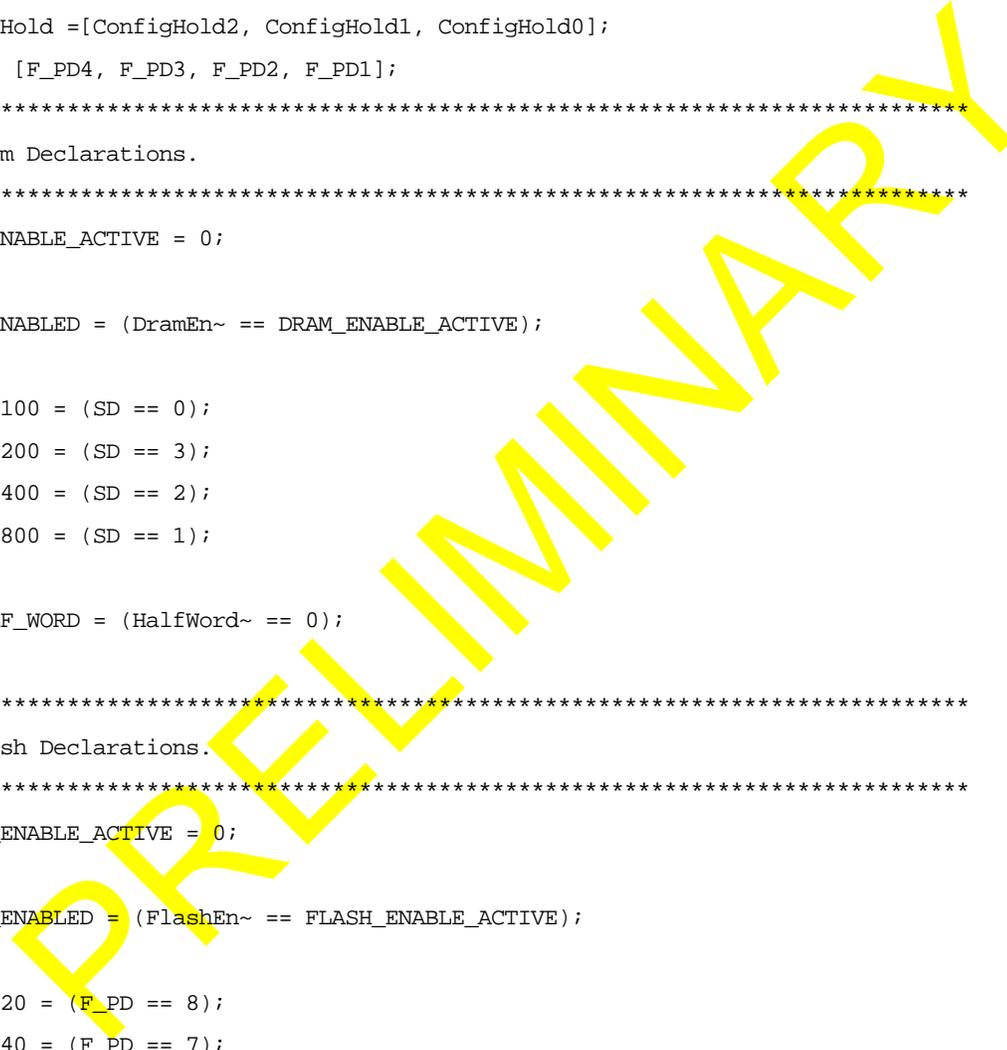 Hold =[ConfigHold2, ConfigHold1, ConfigHold0];
[F_PD4, F_PD3, F_PD2, F_PD1];
*************************************************************************
m Declarations.
*************************************************************************
NABLE_ACTIVE = 0;
NABLED = (DramEn~ == DRAM_ENABLE_ACTIVE);
100 = (SD == 0);
200 = (SD == 3);
400 = (SD == 2);
800 = (SD == 1);
F_WORD = (HalfWord~ == 0);
*************************************************************************
sh Declarations.
*************************************************************************
ENABLE_ACTIVE = 0;
ENABLED = (FlashEn~ == FLASH_ENABLE_ACTIVE);
20 = (F_PD == 8);
40 = (F_PD == 7);
PRELIMINARY